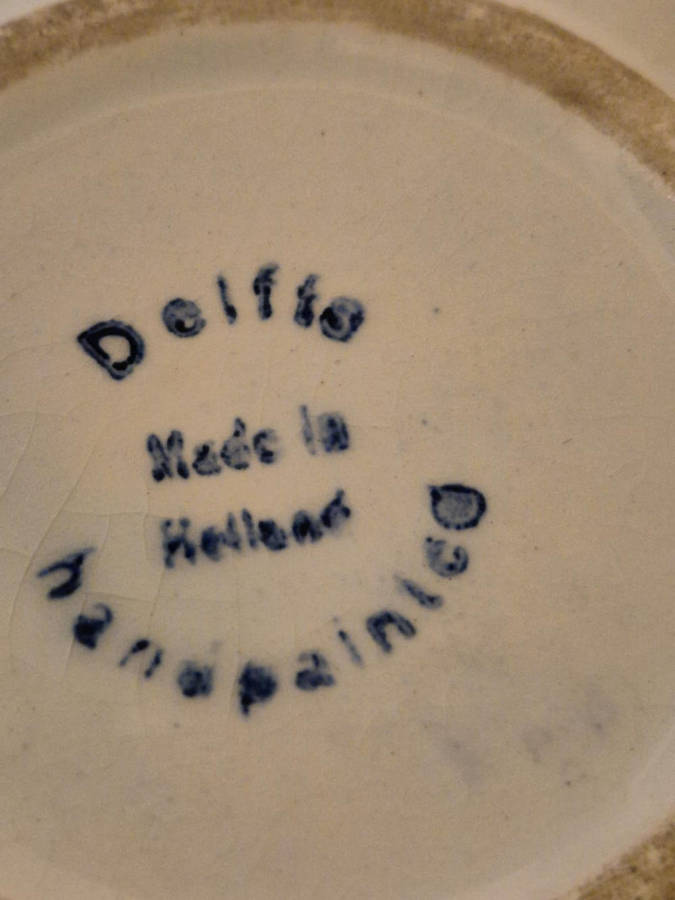 Delfts
Made in
Holland
handpainted